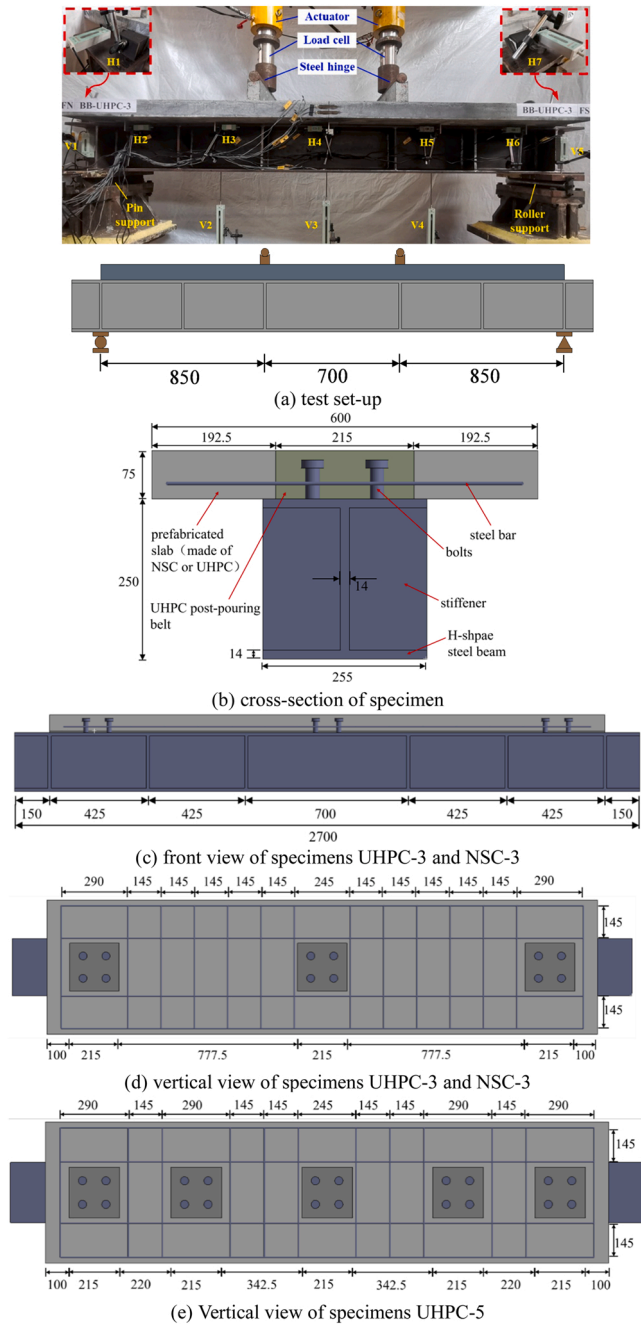 Actuator
Load cell
Steel hinge
H1
H7
FN BB-UHPC-3
BB-UHPC-3 FS
V1
H2
H3
H4
H5
H6
V5
Pin
support
V2
V3
V4
Roller
support
850
700
850
(a) test set-up
600
192.5
215
192.5
75
250
prefabricated
slab（made of
NSC or UHPC）
UHPC post-pouring
belt
steel bar
bolts
14
stiffener
H-shpae
steel beam
14
255
(b) cross-section of specimen
150
425
425
700
425
425
150
2700
(c) front view of specimens UHPC-3 and NSC-3
290
145
145
145
145
145
245
145
145
145
145
145
290
145
145
100
215
777.5
215
777.5
215
100
(d) vertical view of specimens UHPC-3 and NSC-3
290
145
290
145
145
245
145
145
290
145
290
145
145
100
215
220
215
342.5
215
342.5
215
220
215
100
(e) Vertical view of specimens UHPC-5